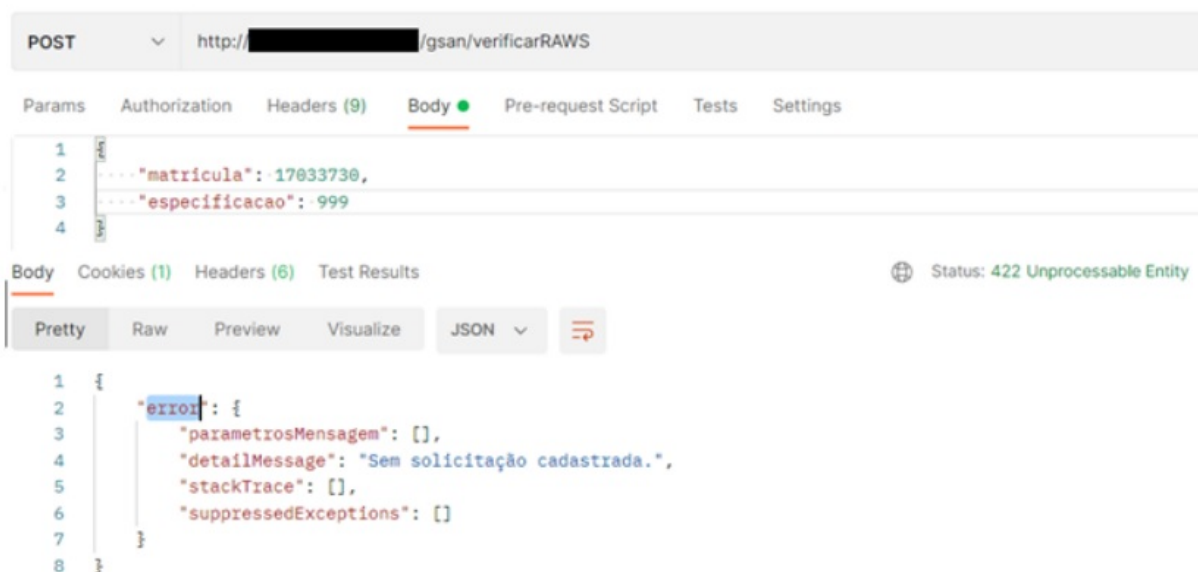 POST http:// /gsan/verificarRAWS
Params Authorization Headers (9) Body Pre-request Script Tests Settings
1 {
2 "matricula": 17033730,
3 "especificacao": 999
4 }
Body Cookies (1) Headers (6) Test Results Status: 422 Unprocessable Entity
Pretty Raw Preview Visualize JSON
1 {
2 "error": {
3 "parametrosMensagem": [],
4 "detailMessage": "Sem solicitação cadastrada.",
5 "stackTrace": [],
6 "suppressedExceptions": []
7 }
8 }